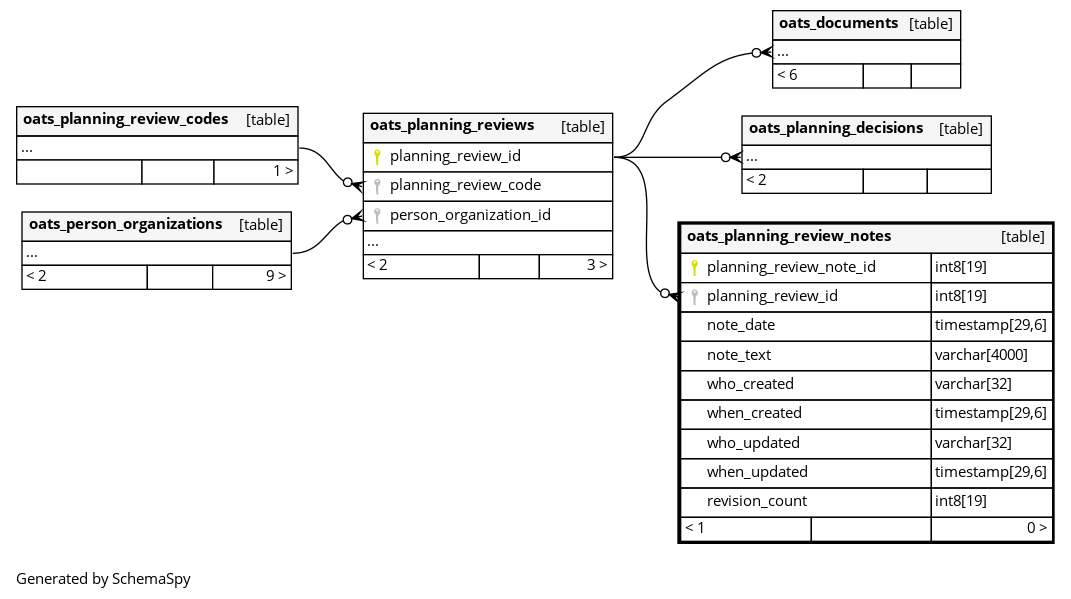 oats_documents [table]
...
< 6
oats_planning_review_codes [table]
...
1 >
oats_planning_reviews [table]
planning_review_id
planning_review_code
person_organization_id
...
< 2 3 >
oats_planning_decisions [table]
...
< 2
oats_person_organizations [table]
...
< 2 9 >
oats_planning_review_notes [table]
planning_review_note_id int8[19]
planning_review_id int8[19]
note_date timestamp[29,6]
note_text varchar[4000]
who_created varchar[32]
when_created timestamp[29,6]
who_updated varchar[32]
when_updated timestamp[29,6]
revision_count int8[19]
< 1 0 >
Generated by SchemaSpy